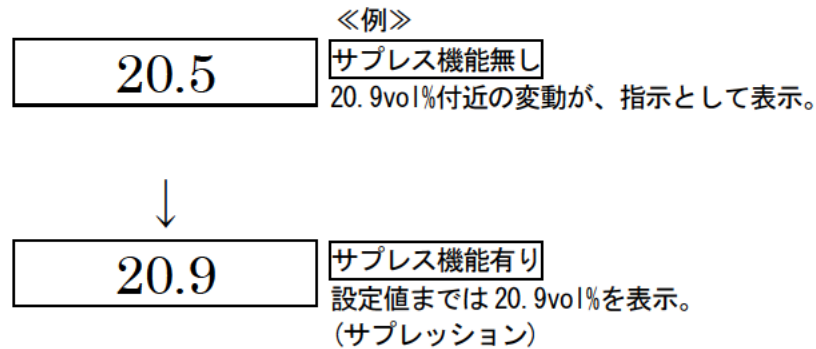 ≪例≫
20.5
サプレス機能無し
20.9vol%付近の変動が、指示として表示。
↓
20.9
サプレス機能有り
設定値までは 20.9vol%を表示。
(サプレッション)